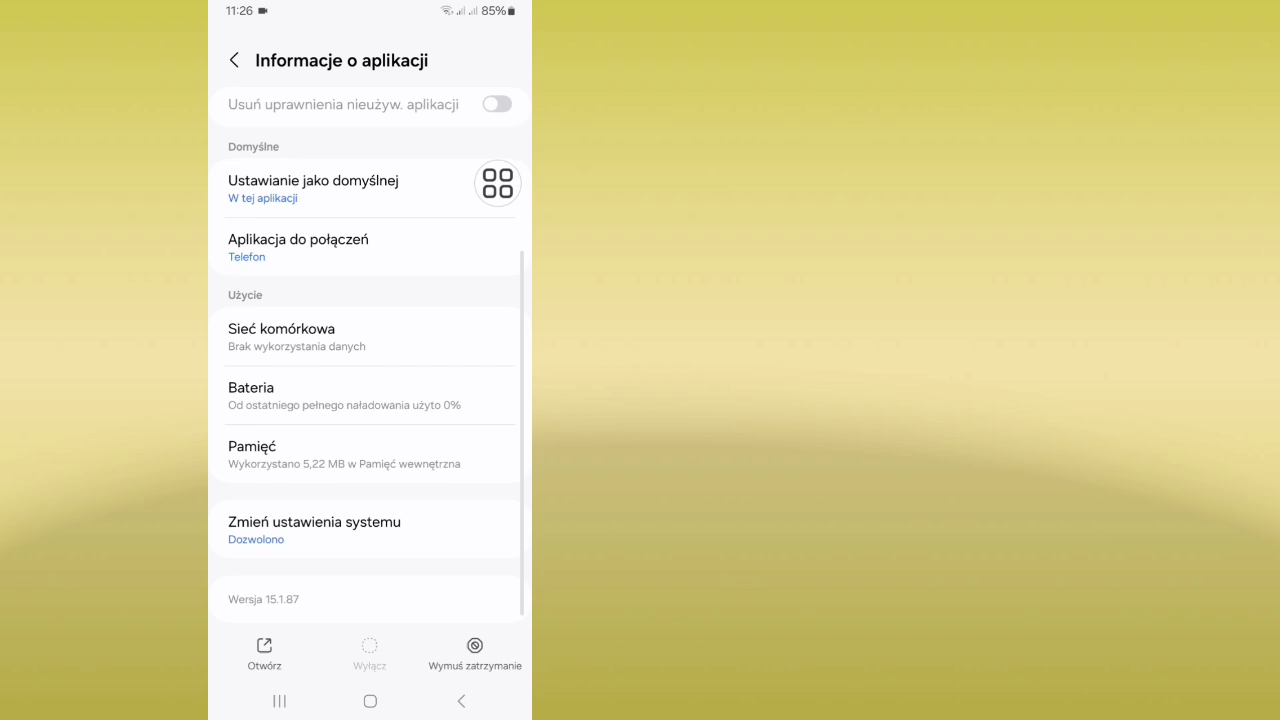 11:26
85%
Informacje o aplikacji
Usuń uprawnienia nieużyw. aplikacji
Domyślne
Ustawianie jako domyślnej
W tej aplikacji
Aplikacja do połączeń
Telefon
Użycie
Sieć komórkowa
Brak wykorzystania danych
Bateria
Od ostatniego pełnego naładowania użyto 0%
Pamięć
Wykorzystano 5,22 MB w Pamięć wewnętrzna
Zmień ustawienia systemu
Dozwolono
Wersja 15.1.87
Otwórz
Wyłącz
Wymuś zatrzymanie